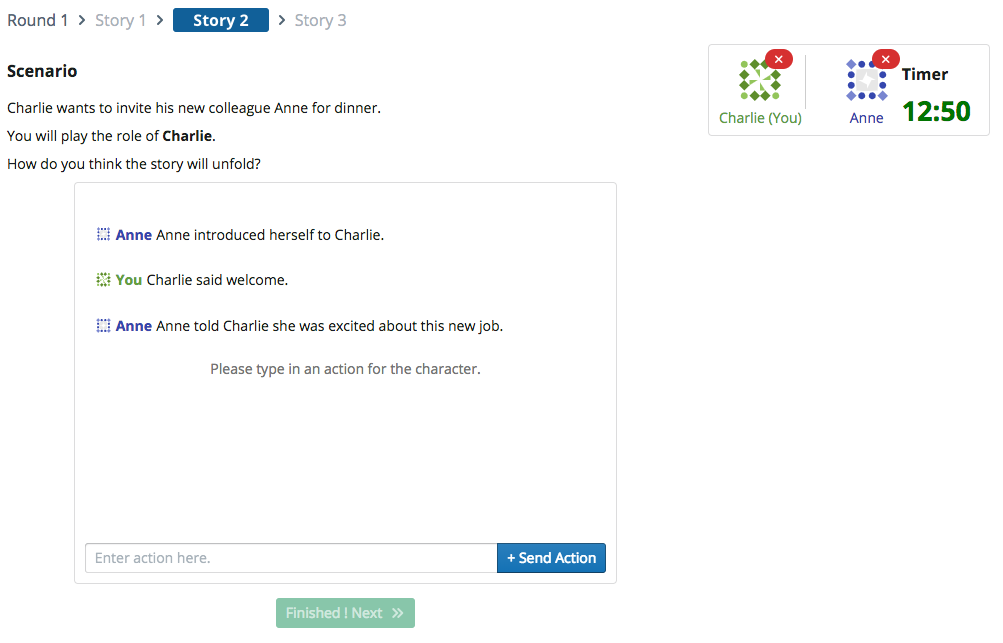 Round 1 > Story 1 > Story 2 > Story 3
Scenario
Charlie wants to invite his new colleague Anne for dinner.
You will play the role of Charlie.
How do you think the story will unfold?
Charlie (You)
Anne
Timer
12:50
Anne Anne introduced herself to Charlie.
You Charlie said welcome.
Anne Anne told Charlie she was excited about this new job.
Please type in an action for the character.
Enter action here.
+ Send Action
Finished ! Next »